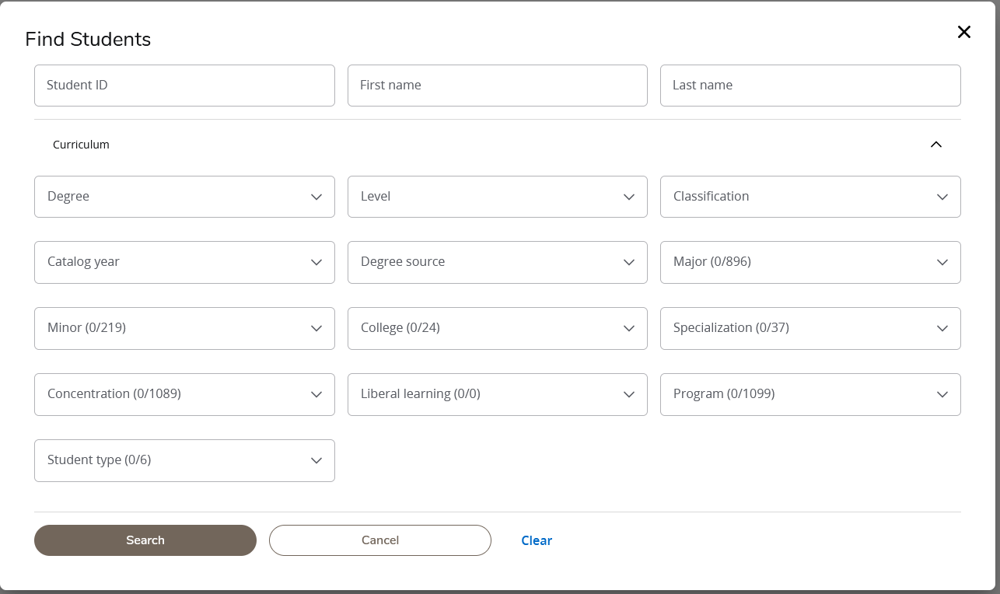 Find Students
Student ID
First name
Last name
Curriculum
Degree
Level
Classification
Catalog year
Degree source
Major (0/896)
Minor (0/219)
College (0/24)
Specialization (0/37)
Concentration (0/1089)
Liberal learning (0/0)
Program (0/1099)
Student type (0/6)
Search
Cancel
Clear